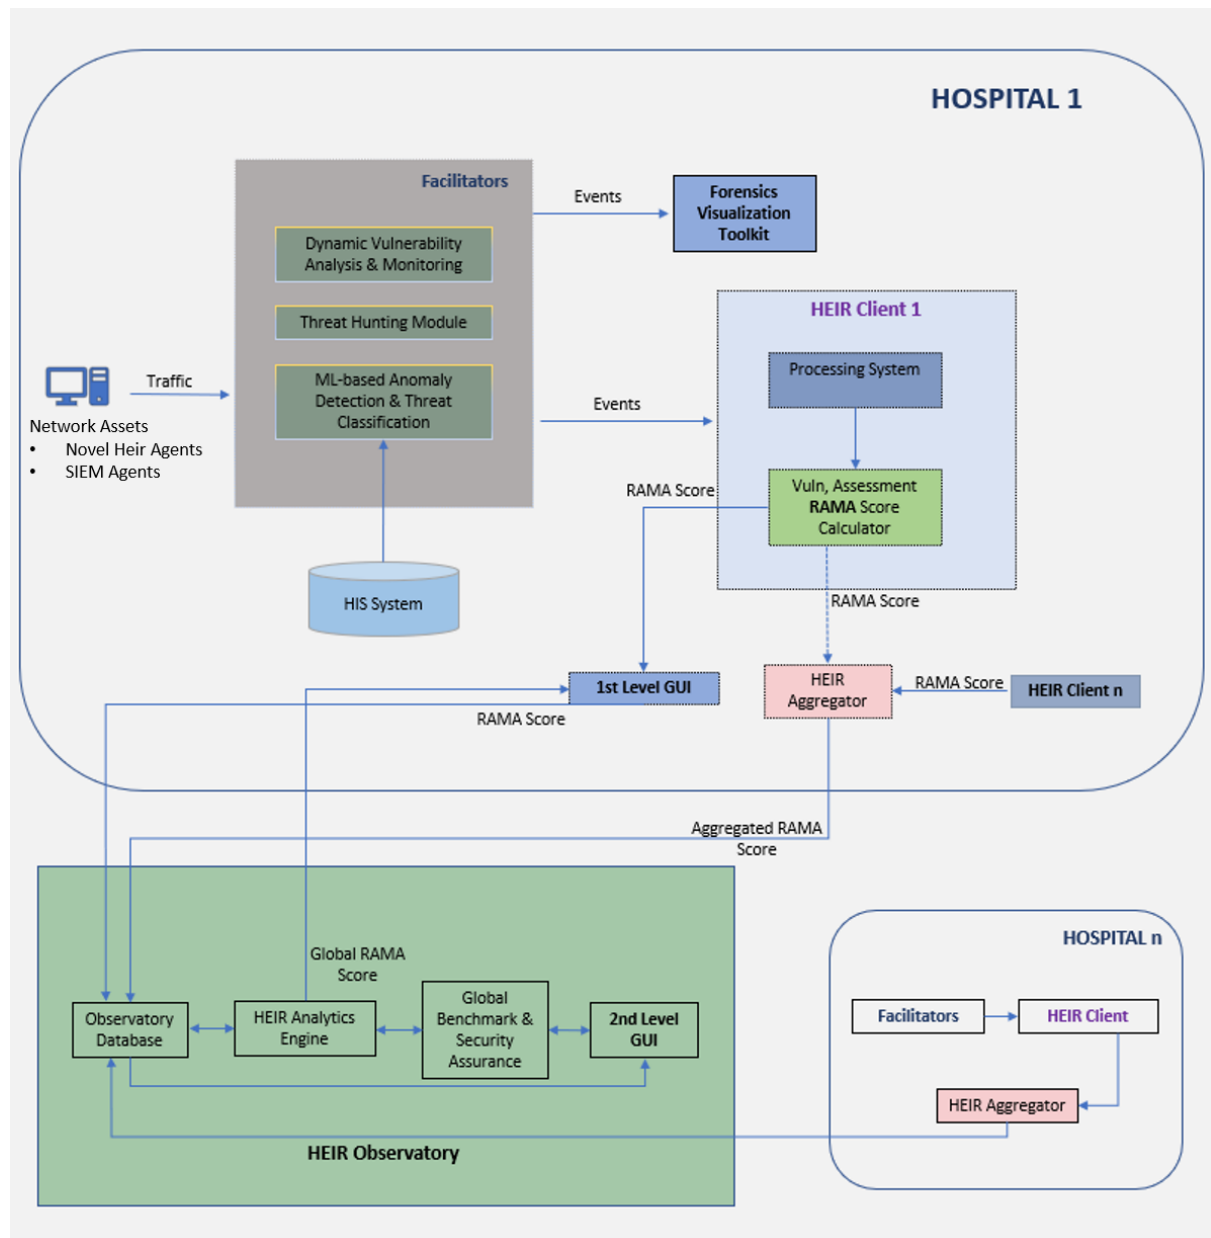 HOSPITAL 1
Facilitators
Dynamic Vulnerability
Analysis & Monitoring
Threat Hunting Module
ML-based Anomaly
Detection & Threat
Classification
Events
Forensics
Visualization
Toolkit
Traffic
Network Assets
• Novel Heir Agents
• SIEM Agents
Events
HEIR Client 1
Processing System
Vuln, Assessment
RAMA Score
Calculator
RAMA Score
HIS System
RAMA Score
1st Level GUI
RAMA Score
HEIR
Aggregator
RAMA Score
HEIR Client n
Aggregated RAMA
Score
Global RAMA
Score
Observatory
Database
HEIR Analytics
Engine
Global
Benchmark &
Security
Assurance
2nd Level
GUI
HEIR Observatory
HOSPITAL n
Facilitators
HEIR Client
HEIR Aggregator